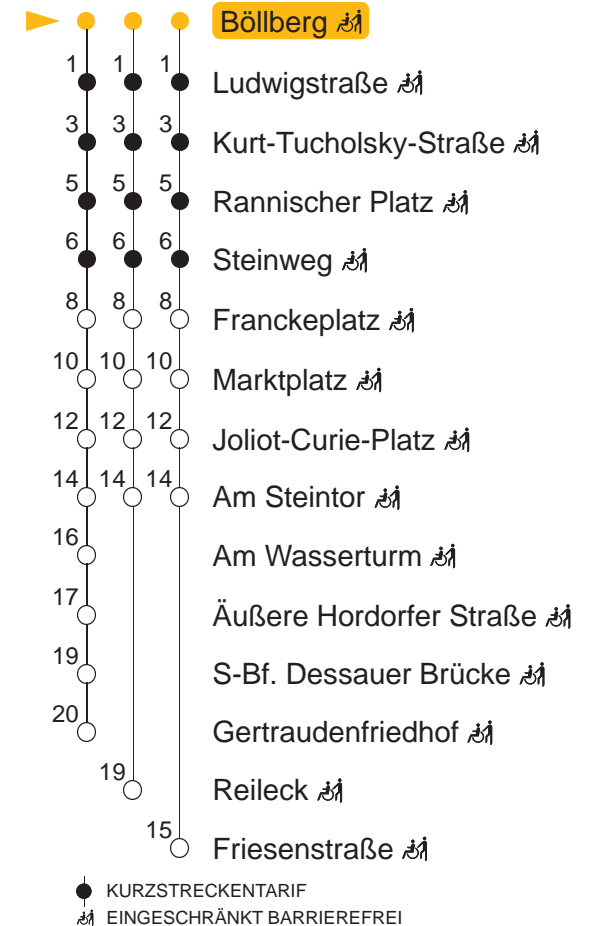 Böllberg
1 1 1 Ludwigstraße
3 3 3 Kurt-Tucholsky-Straße
5 5 5 Rannischer Platz
6 6 6 Steinweg
8 8 8 Franckeplatz
10 10 10 Marktplatz
12 12 12 Joliot-Curie-Platz
14 14 14 Am Steintor
16 Am Wasserturm
17 Äußere Hordorfer Straße
19 S-Bf. Dessauer Brücke
20 Gertraudenfriedhof
19 Reileck
15 Friesenstraße
KURZSTRECKENTARIF
EINGESCHRÄNKT BARRIEREFREI